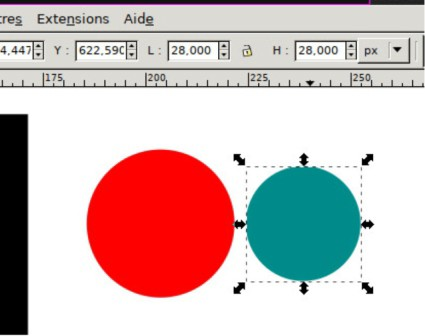 tres Extensions Aide
4,447 Y : 622,590 L : 28,000 H : 28,000 px
175 200 225 250